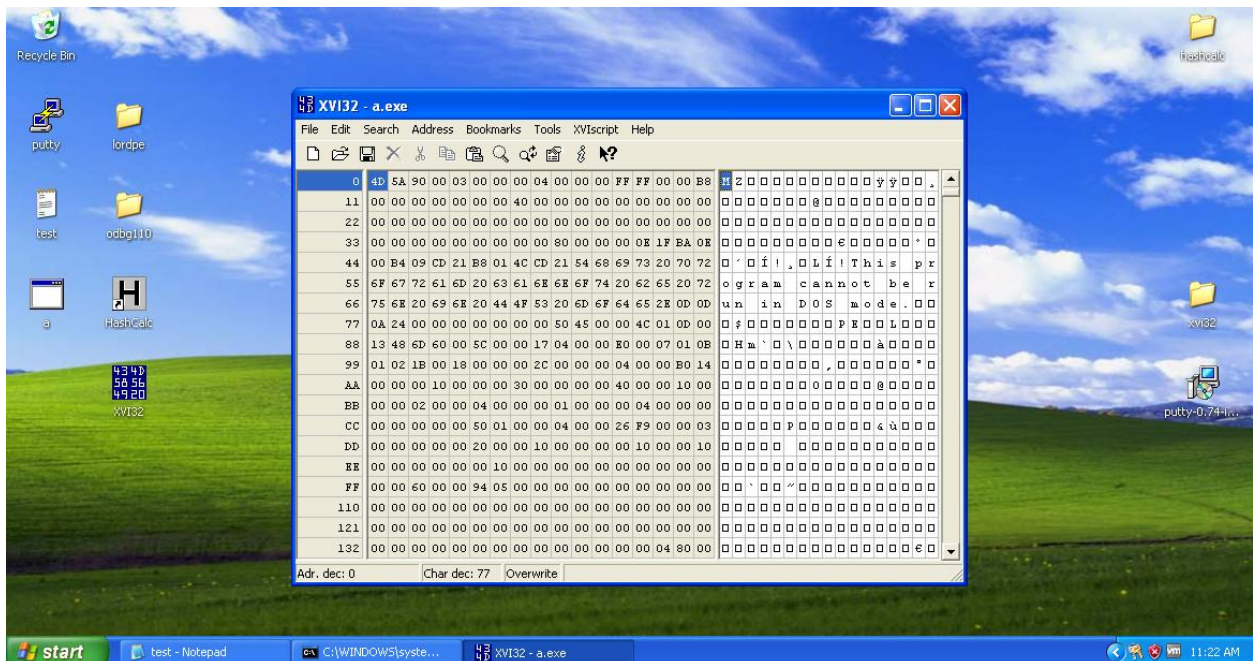 Recycle Bin
hashcalc
putty
lordpe
test
odbg110
a
HashCalc
XVI32
xvi32
putty-0.74-i...
XVI32 - a.exe
File Edit Search Address Bookmarks Tools XVIscript Help
0 4D 5A 90 00 03 00 00 00 04 00 00 00 FF FF 00 00 B8 M Z ÿ ÿ ¸
11 00 00 00 00 00 00 00 40 00 00 00 00 00 00 00 00 00 @
22 00 00 00 00 00 00 00 00 00 00 00 00 00 00 00 00 00
33 00 00 00 00 00 00 00 00 00 80 00 00 00 0E 1F BA 0E € º
44 00 B4 09 CD 21 B8 01 4C CD 21 54 68 69 73 20 70 72 ´ Í ! ¸ L Í ! T h i s p r
55 6F 67 72 61 6D 20 63 61 6E 6E 6F 74 20 62 65 20 72 o g r a m c a n n o t b e r
66 75 6E 20 69 6E 20 44 4F 53 20 6D 6F 64 65 2E 0D 0D u n i n D O S m o d e .
77 0A 24 00 00 00 00 00 00 00 50 45 00 00 4C 01 0D 00 $ P E L
88 13 48 6D 60 00 5C 00 00 17 04 00 00 E0 00 07 01 0B H m ` \ à
99 01 02 1B 00 18 00 00 00 2C 00 00 00 04 00 00 B0 14 , °
AA 00 00 00 10 00 00 00 30 00 00 00 00 40 00 00 10 00 0 @
BB 00 00 02 00 00 04 00 00 00 01 00 00 00 04 00 00 00
CC 00 00 00 00 00 50 01 00 00 04 00 00 26 F9 00 00 03 P & ù
DD 00 00 00 00 00 20 00 00 10 00 00 00 00 10 00 00 10
EE 00 00 00 00 00 00 10 00 00 00 00 00 00 00 00 00 00
FF 00 00 60 00 00 94 05 00 00 00 00 00 00 00 00 00 00 ` ”
110 00 00 00 00 00 00 00 00 00 00 00 00 00 00 00 00 00
121 00 00 00 00 00 00 00 00 00 00 00 00 00 00 00 00 00
132 00 00 00 00 00 00 00 00 00 00 00 00 00 00 04 80 00 €
Adr. dec: 0 Char dec: 77 Overwrite
start test - Notepad C:\WINDOWS\syste... XVI32 - a.exe 11:22 AM